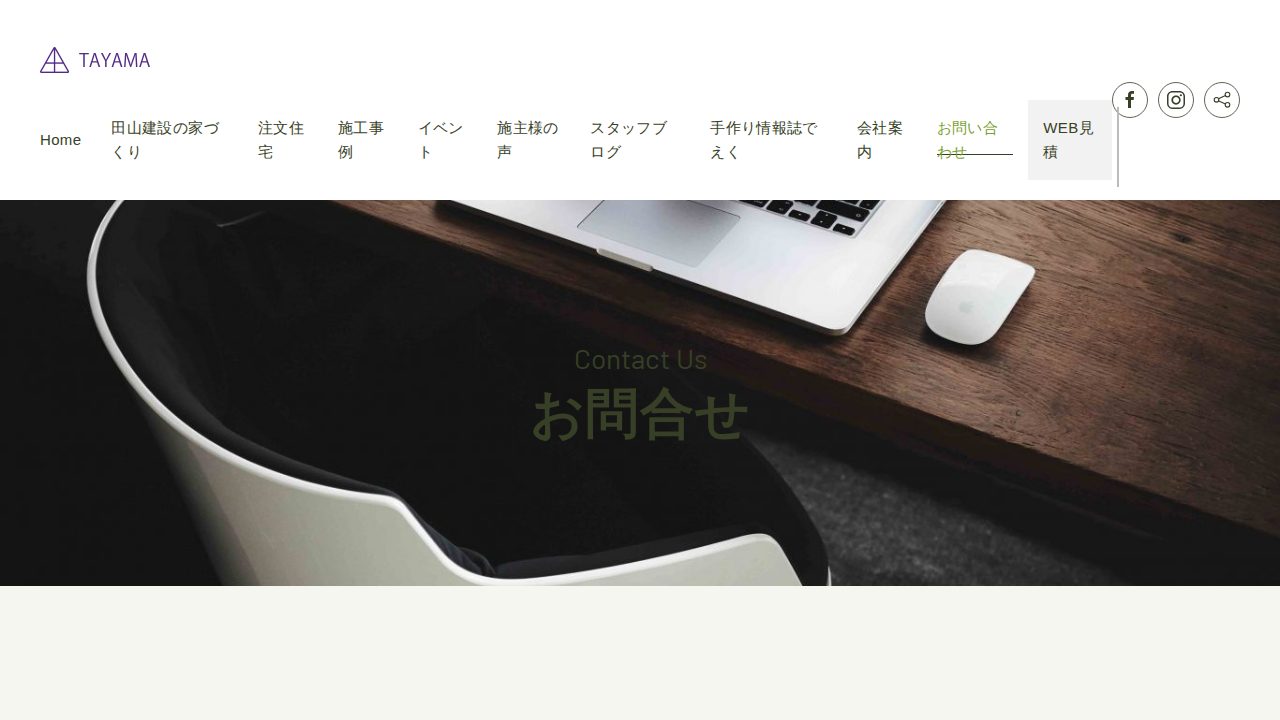 TAYAMA
Home
田山建設の家づくり
注文住宅
施工事例
イベント
施主様の声
スタッフブログ
手作り情報誌でえく
会社案内
お問い合わせ
WEB見積
Contact Us
お問合せ